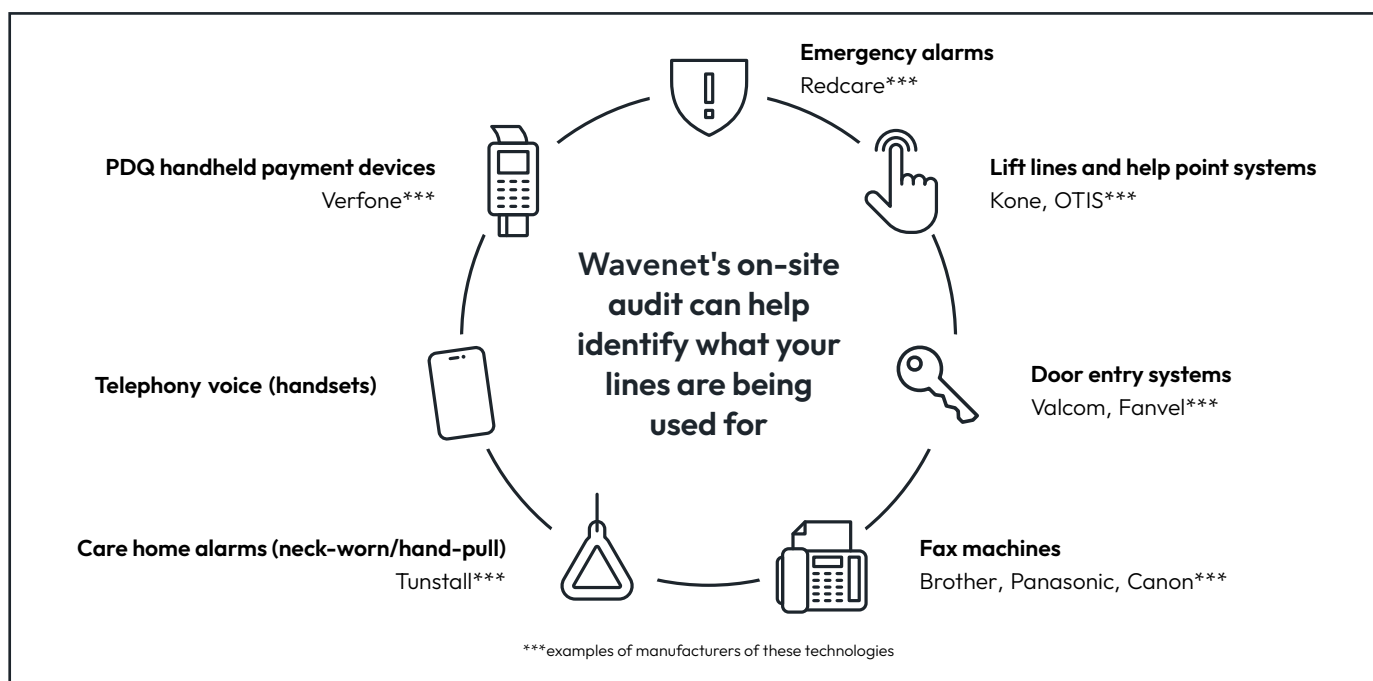 Emergency alarms
Redcare***
PDQ handheld payment devices
Verfone***
Lift lines and help point systems
Kone, OTIS***
Wavenet's on-site
audit can help
identify what your
lines are being
used for
Telephony voice (handsets)
Door entry systems
Valcom, Fanvel***
Care home alarms (neck-worn/hand-pull)
Tunstall***
Fax machines
Brother, Panasonic, Canon***
***examples of manufacturers of these technologies